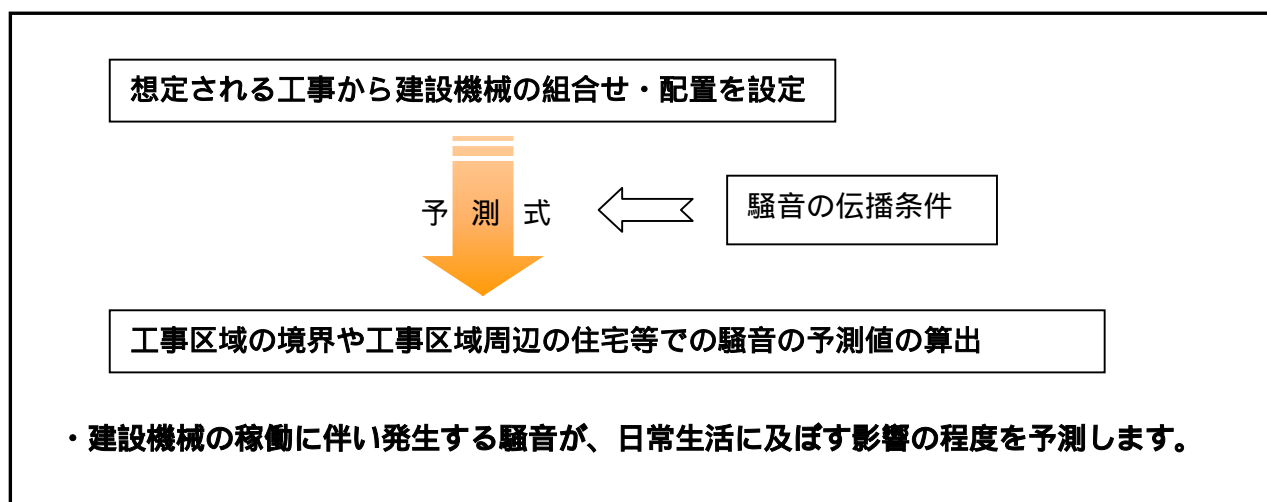 想定される工事から建設機械の組合せ・配置を設定
騒音の伝播条件
予 測 式
工事区域の境界や工事区域周辺の住宅等での騒音の予測値の算出
・建設機械の稼働に伴い発生する騒音が、日常生活に及ぼす影響の程度を予測します。